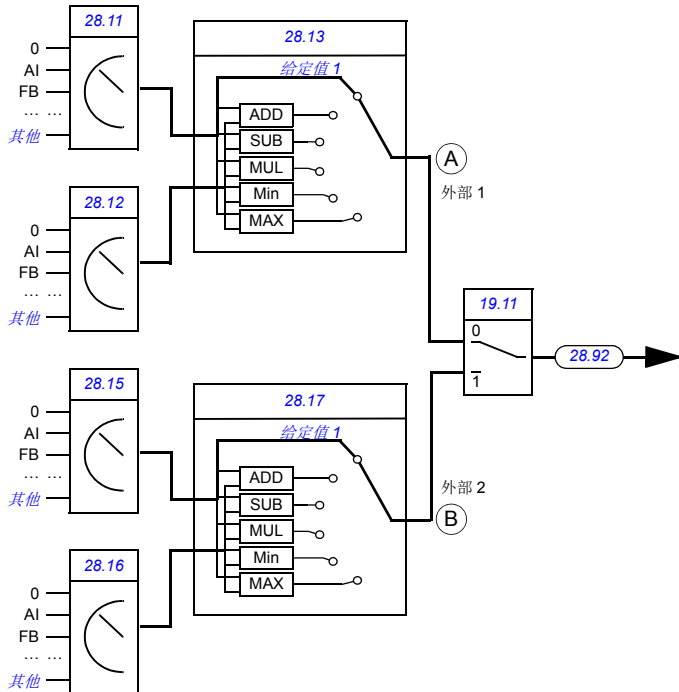 28.11
0
AI
FB
... ...
其他
28.12
0
AI
FB
... ...
其他
28.13
给定值 1
ADD
SUB
MUL
Min
MAX
A
外部 1
19.11
0
1
28.92
28.15
0
AI
FB
... ...
其他
28.16
0
AI
FB
... ...
其他
28.17
给定值 1
ADD
SUB
MUL
Min
MAX
外部 2
B